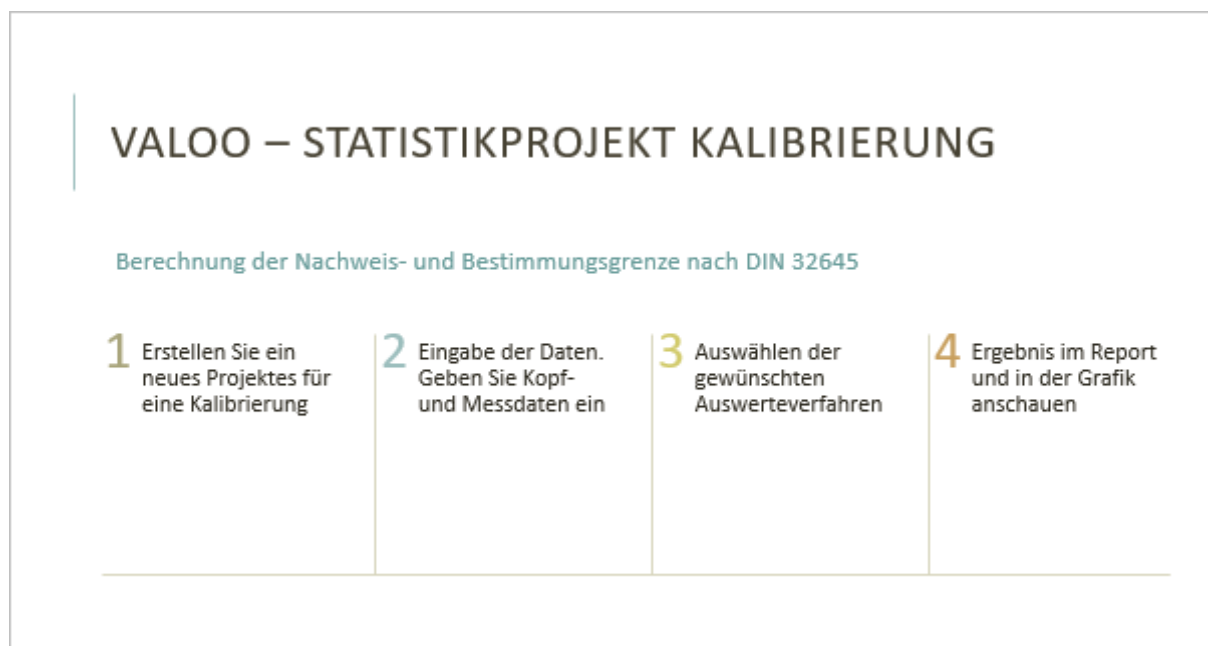 VALOO – STATISTIKPROJEKT KALIBRIERUNG
Berechnung der Nachweis- und Bestimmungsgrenze nach DIN 32645
1
Erstellen Sie ein
neues Projektes für
eine Kalibrierung
2
Eingabe der Daten.
Geben Sie Kopf-
und Messdaten ein
3
Auswählen der
gewünschten
Auswerteverfahren
4
Ergebnis im Report
und in der Grafik
anschauen